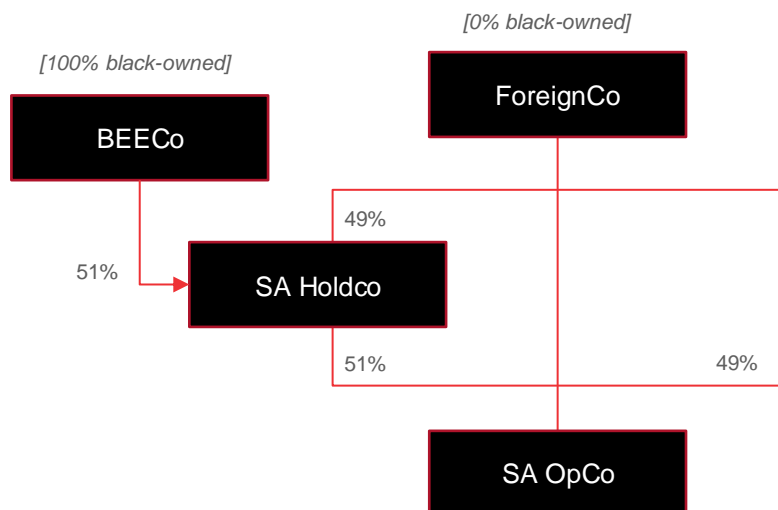 [0% black-owned]
[100% black-owned]
ForeignCo
BEECo
49%
51%
SA Holdco
51%
49%
SA OpCo